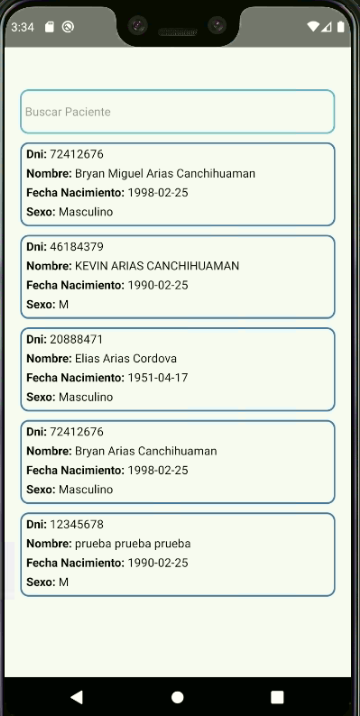 3:34
Buscar Paciente
Dni: 72412676
Nombre: Bryan Miguel Arias Canchihuaman
Fecha Nacimiento: 1998-02-25
Sexo: Masculino
Dni: 46184379
Nombre: KEVIN ARIAS CANCHIHUAMAN
Fecha Nacimiento: 1990-02-25
Sexo: M
Dni: 20888471
Nombre: Elias Arias Cordova
Fecha Nacimiento: 1951-04-17
Sexo: Masculino
Dni: 72412676
Nombre: Bryan Arias Canchihuaman
Fecha Nacimiento: 1998-02-25
Sexo: Masculino
Dni: 12345678
Nombre: prueba prueba prueba
Fecha Nacimiento: 1990-02-25
Sexo: M